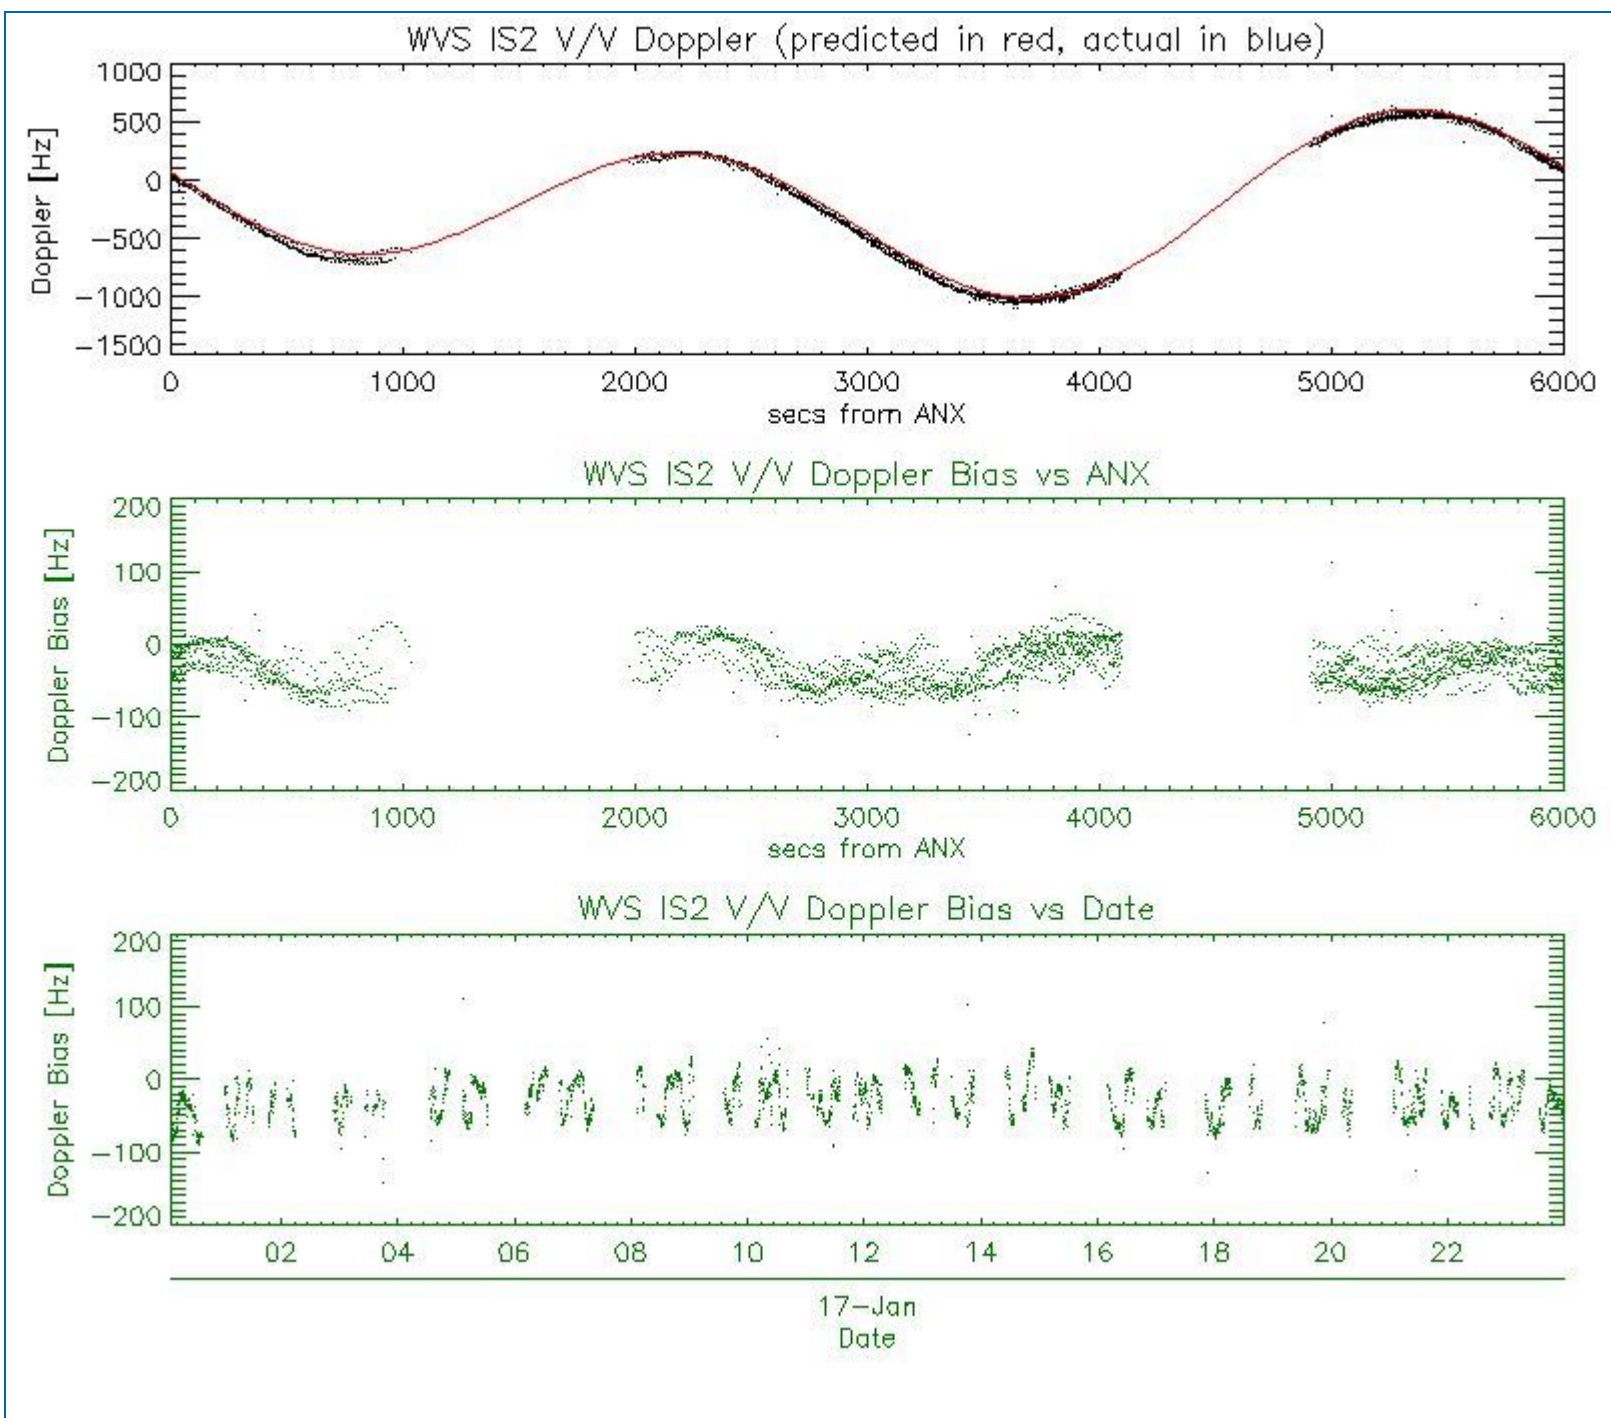 WVS IS2 V/V Doppler (predicted in red, actual in blue)
1000
500
0
−500
−1000
−1500
Doppler [Hz]
0 1000 2000 3000 4000 5000 6000
secs from ANX
WVS IS2 V/V Doppler Bias vs ANX
200
100
0
−100
−200
Doppler Bias [Hz]
0 1000 2000 3000 4000 5000 6000
secs from ANX
WVS IS2 V/V Doppler Bias vs Date
200
100
0
−100
−200
Doppler Bias [Hz]
02 04 06 08 10 12 14 16 18 20 22
17−Jan
Date